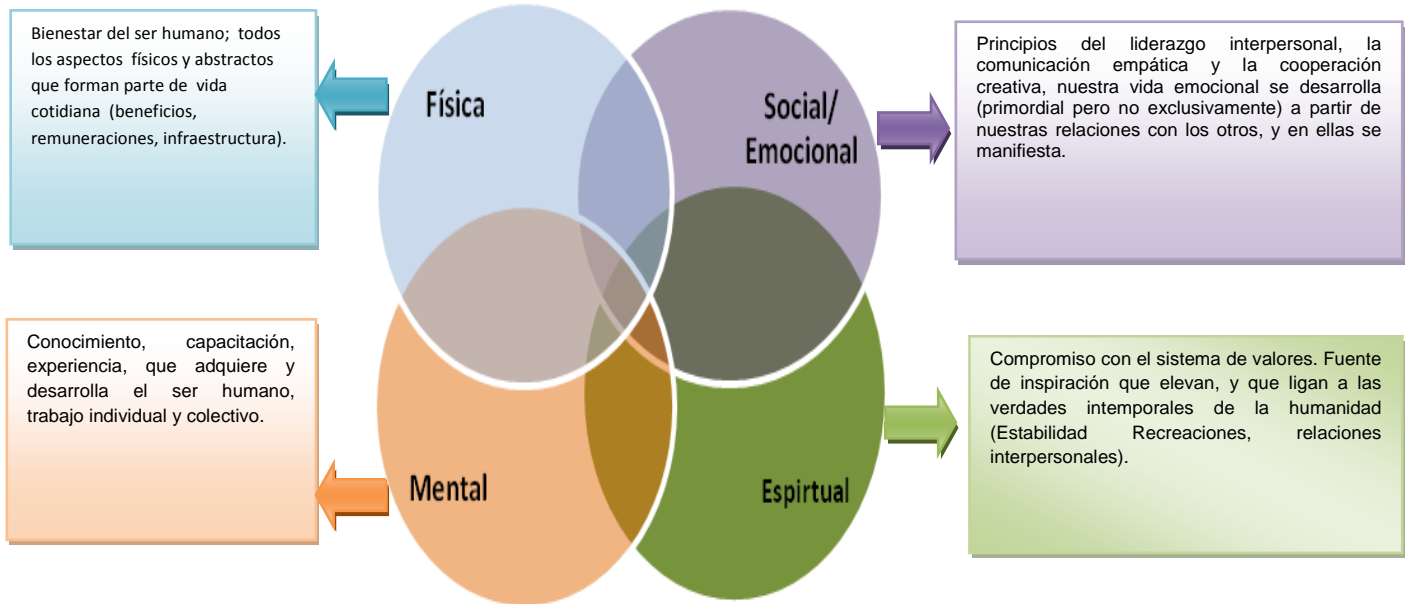 Bienestar del ser humano; todos
los aspectos físicos y abstractos
que forman parte de vida
cotidiana (beneficios,
remuneraciones, infraestructura).
Física
Social/
Emocional
Principios del liderazgo interpersonal, la
comunicación empática y la cooperación
creativa, nuestra vida emocional se desarrolla
(primordial pero no exclusivamente) a partir de
nuestras relaciones con los otros, y en ellas se
manifiesta.
Conocimiento, capacitación,
experiencia, que adquiere y
desarrolla el ser humano,
trabajo individual y colectivo.
Mental
Espirtual
Compromiso con el sistema de valores. Fuente
de inspiración que elevan, y que ligan a las
verdades intemporales de la humanidad
(Estabilidad Recreaciones, relaciones
interpersonales).